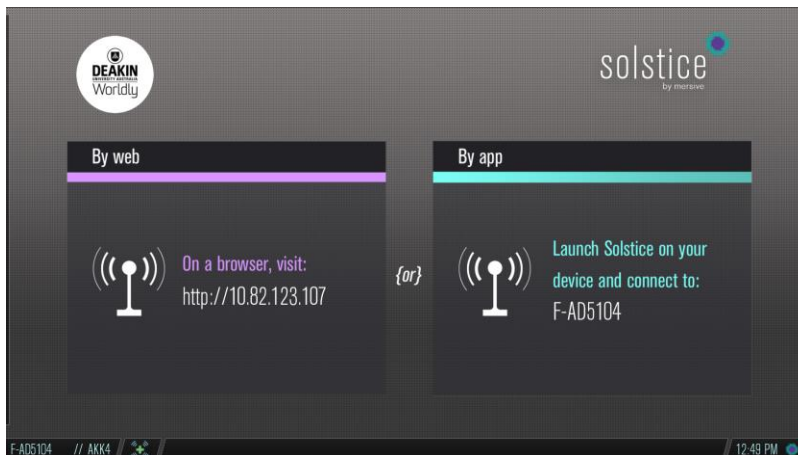 DEAKIN
UNIVERSITY AUSTRALIA
Worldly
solstice
by mersive
By web
On a browser, visit:
http://10.82.123.107
{or}
By app
Launch Solstice on your
device and connect to:
F-AD5104
F-AD5104 // AKK4 // //
// 12:49 PM